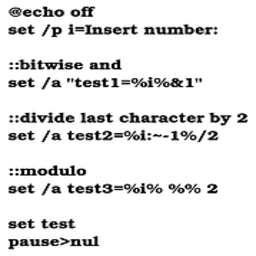 @echo off
set /p i=Insert number:
::bitwise and
set /a "test1=%i%&1"
::divide last character by 2
set /a test2=%i:~-1%/2
::modulo
set /a test3=%i% %% 2
set test
pause>nul